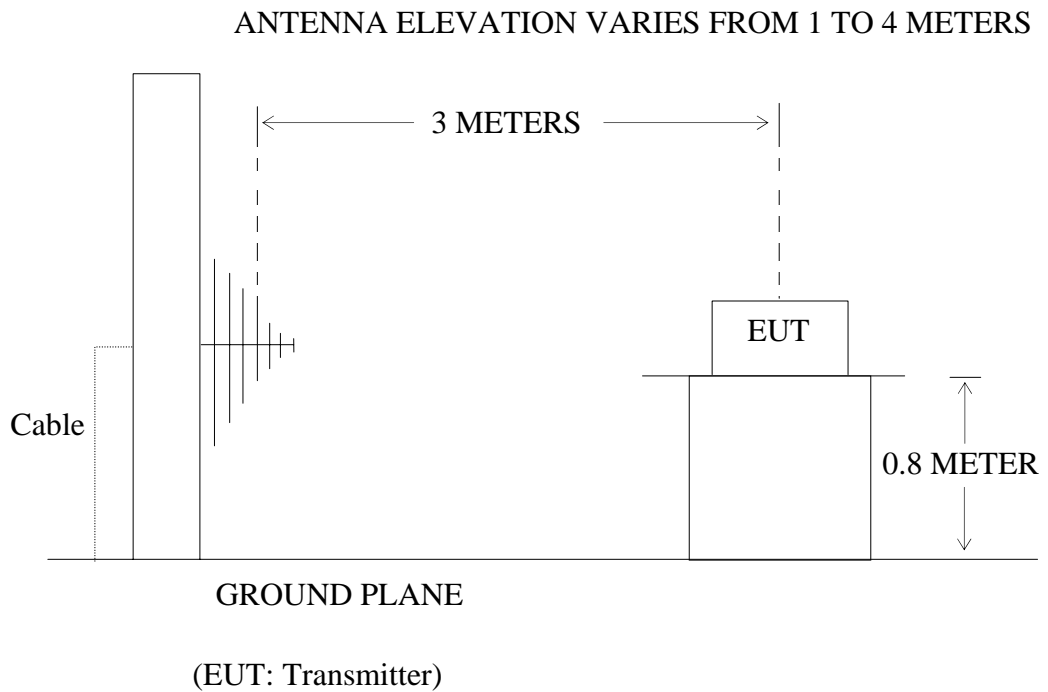 ANTENNA ELEVATION VARIES FROM 1 TO 4 METERS
3 METERS
EUT
Cable
0.8 METER
GROUND PLANE
(EUT: Transmitter)